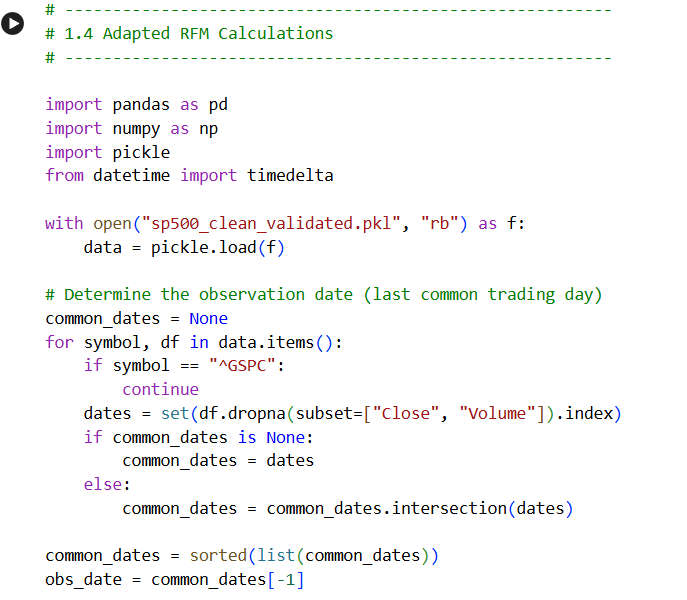 # ---------------------------------------------------------
# 1.4 Adapted RFM Calculations
# ---------------------------------------------------------
import pandas as pd
import numpy as np
import pickle
from datetime import timedelta
with open("sp500_clean_validated.pkl", "rb") as f:
    data = pickle.load(f)
# Determine the observation date (last common trading day)
common_dates = None
for symbol, df in data.items():
    if symbol == "^GSPC":
        continue
    dates = set(df.dropna(subset=["Close", "Volume"]).index)
    if common_dates is None:
        common_dates = dates
    else:
        common_dates = common_dates.intersection(dates)
common_dates = sorted(list(common_dates))
obs_date = common_dates[-1]